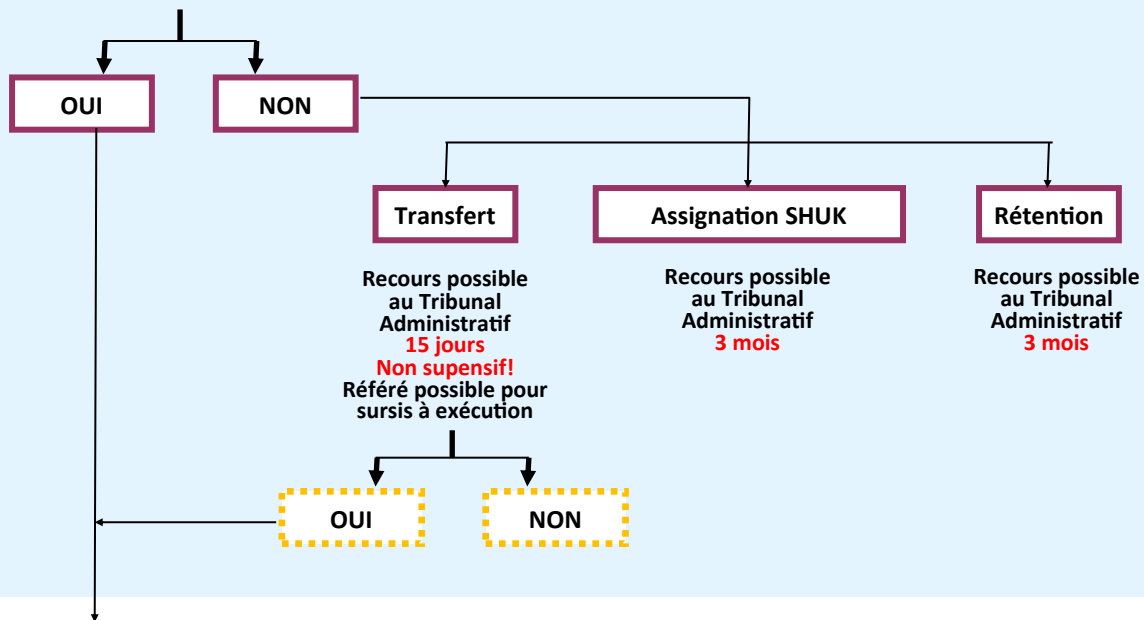 OUI
NON
Transfert
Assignation SHUK
Rétention
Recours possible
au Tribunal
Administratif
15 jours
Non supensif!
Référé possible pour
sursis à exécution
Recours possible
au Tribunal
Administratif
3 mois
Recours possible
au Tribunal
Administratif
3 mois
OUI
NON